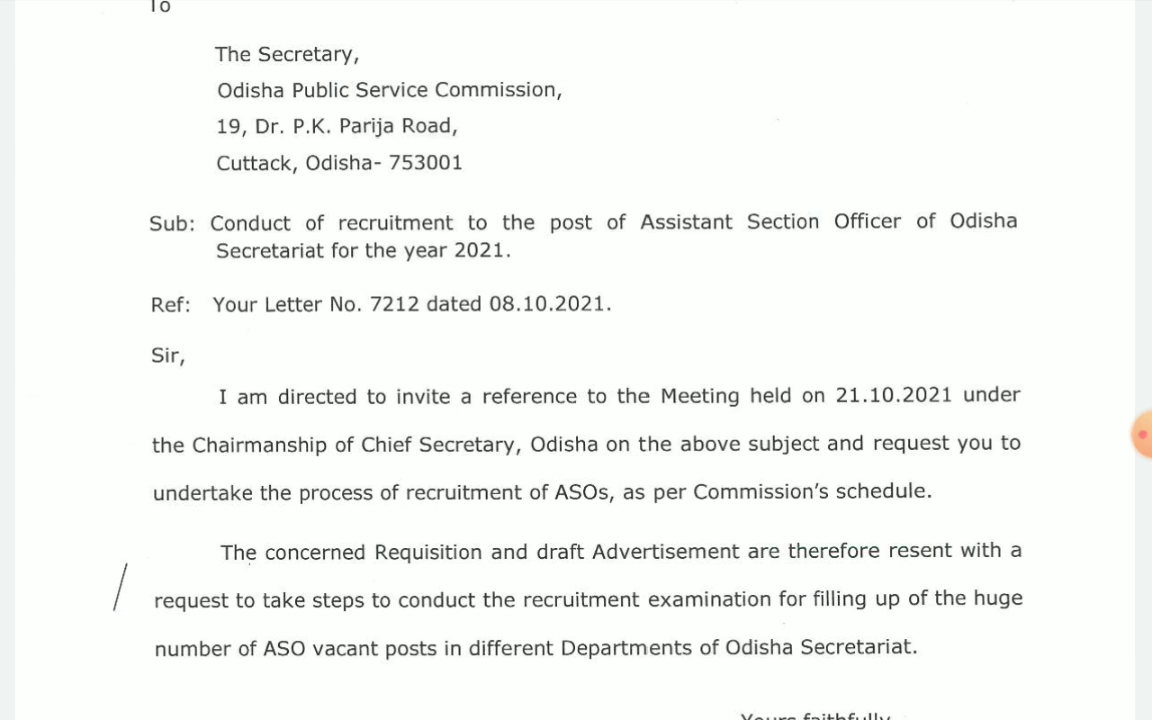 To
The Secretary,
Odisha Public Service Commission,
19, Dr. P.K. Parija Road,
Cuttack, Odisha- 753001
Sub: Conduct of recruitment to the post of Assistant Section Officer of Odisha
Secretariat for the year 2021.
Ref: Your Letter No. 7212 dated 08.10.2021.
Sir,
I am directed to invite a reference to the Meeting held on 21.10.2021 under
the Chairmanship of Chief Secretary, Odisha on the above subject and request you to
undertake the process of recruitment of ASOs, as per Commission’s schedule.
The concerned Requisition and draft Advertisement are therefore resent with a
request to take steps to conduct the recruitment examination for filling up of the huge
number of ASO vacant posts in different Departments of Odisha Secretariat.
Yours faithfully